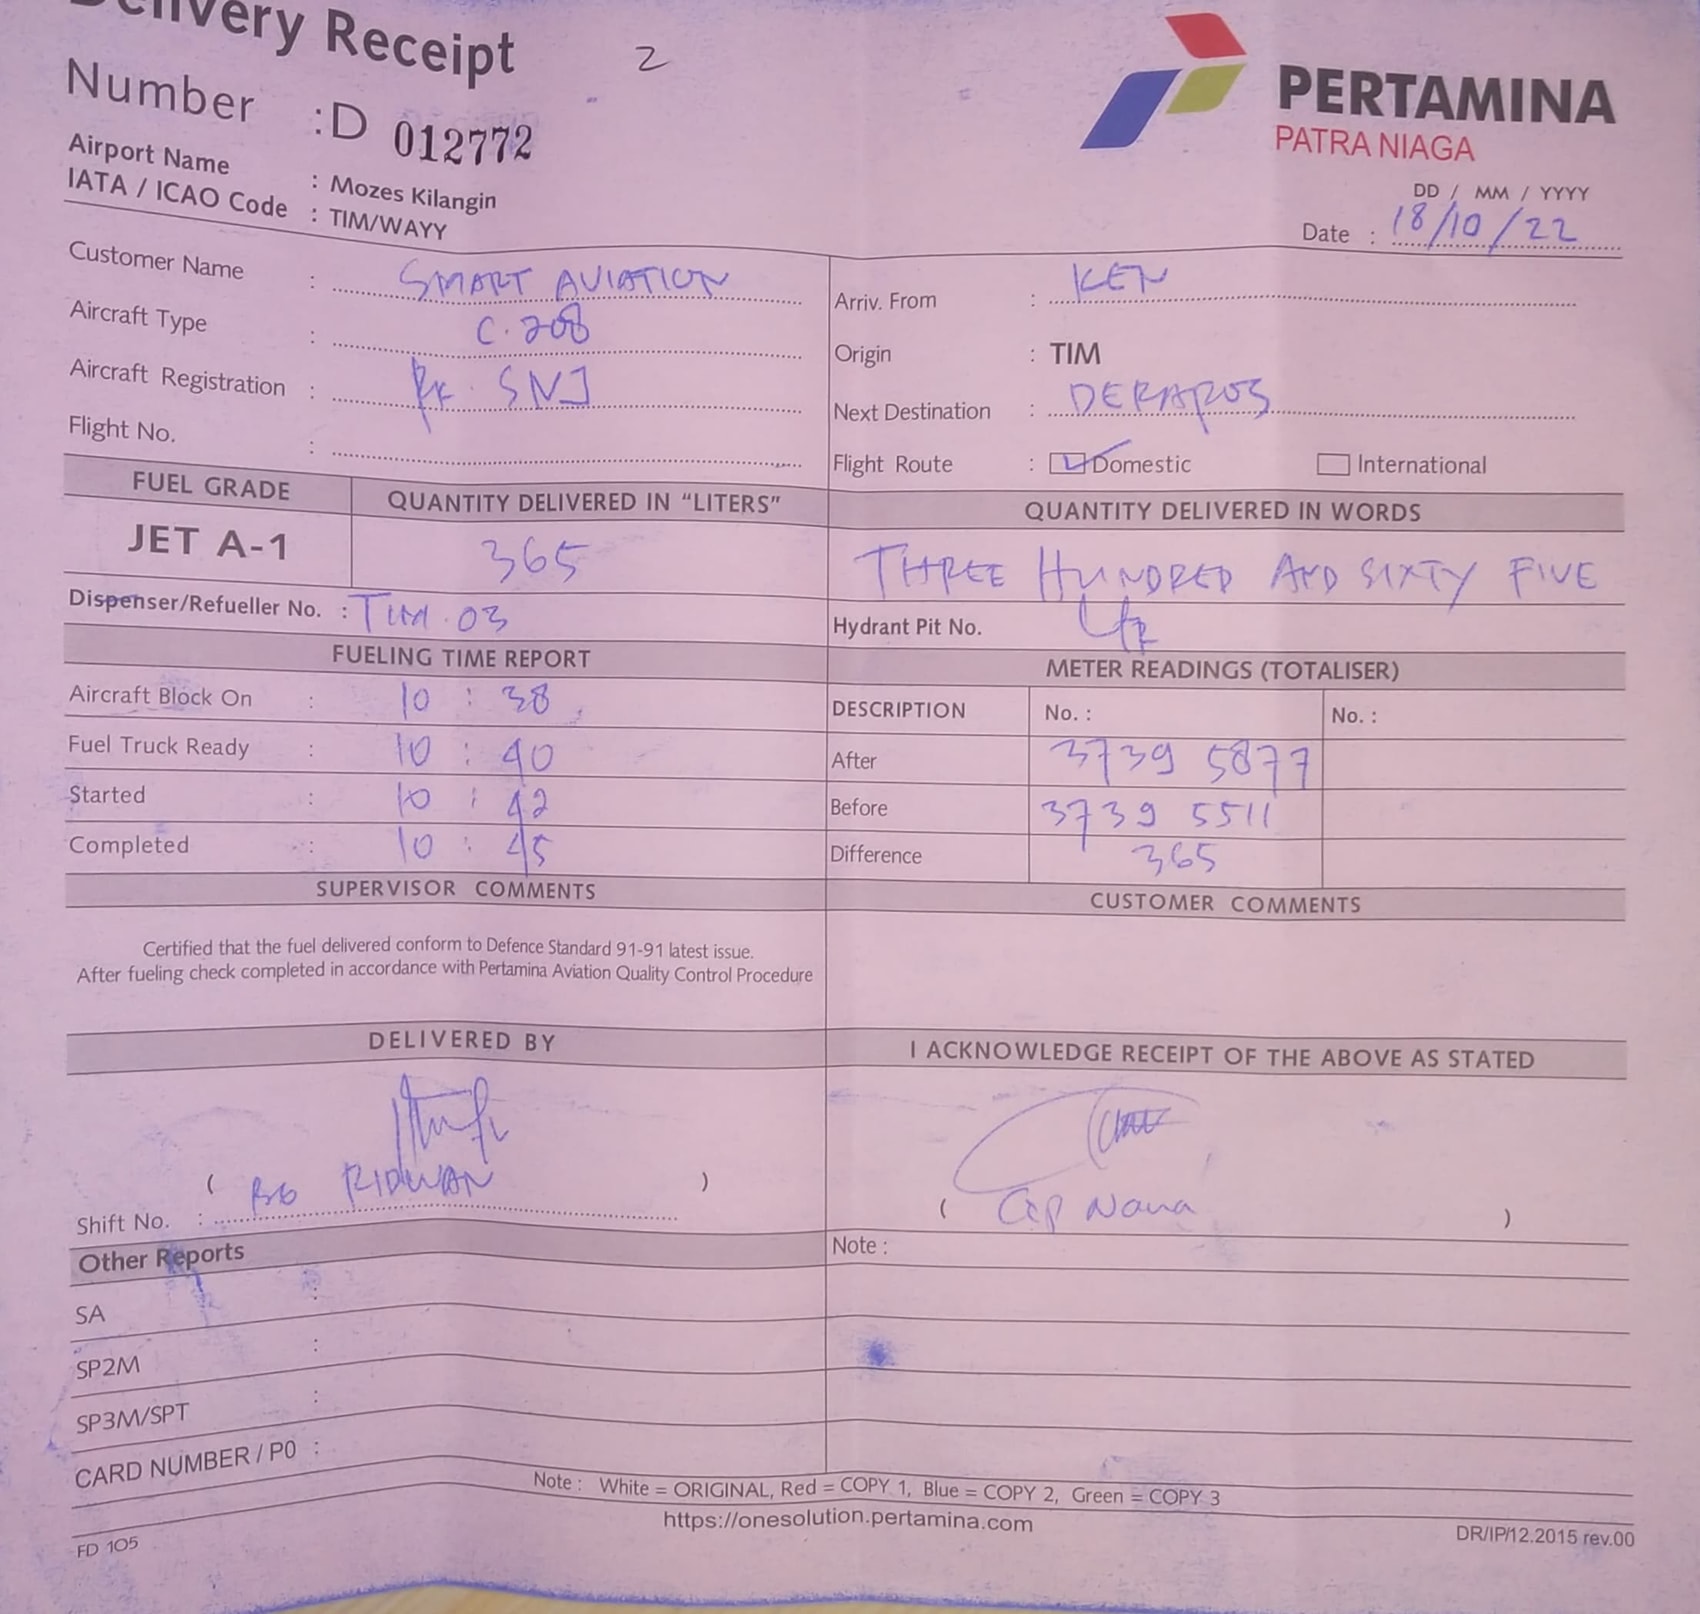 Delivery Receipt 2
Number : D 012772
PERTAMINA
PATRA NIAGA
Airport Name : Mozes Kilangin
IATA / ICAO Code : TIM/WAYY
DD / MM / YYYY
Date : 18/10/22
Customer Name : SMART AVIATION
Aircraft Type : C.208
Aircraft Registration : PK. SNJ
Flight No. :
Arriv. From : KEN
Origin : TIM
Next Destination :
Flight Route : Domestic International
FUEL GRADE QUANTITY DELIVERED IN "LITERS" QUANTITY DELIVERED IN WORDS
JET A-1 365 THREE HUNDRED AND SIXTY FIVE
Dispenser/Refueller No. : TIM.03 Hydrant Pit No. Ltr
FUELING TIME REPORT
Aircraft Block On : 10 : 38
Fuel Truck Ready : 10 : 40
Started : 10 : 42
Completed : 10 : 45
METER READINGS (TOTALISER)
DESCRIPTION No. : No. :
After 3739 5877
Before 3739 5511
Difference 365
SUPERVISOR COMMENTS
Certified that the fuel delivered conform to Defence Standard 91-91 latest issue.
After fueling check completed in accordance with Pertamina Aviation Quality Control Procedure
CUSTOMER COMMENTS
DELIVERED BY
( RIDWAN )
Shift No. :
I ACKNOWLEDGE RECEIPT OF THE ABOVE AS STATED
( Cap Nana )
Other Reports
SA :
SP2M :
SP3M/SPT :
CARD NUMBER / P0 :
Note :
Note : White = ORIGINAL, Red = COPY 1, Blue = COPY 2, Green = COPY 3
https://onesolution.pertamina.com
FD 105
DR/IP/12.2015 rev.00